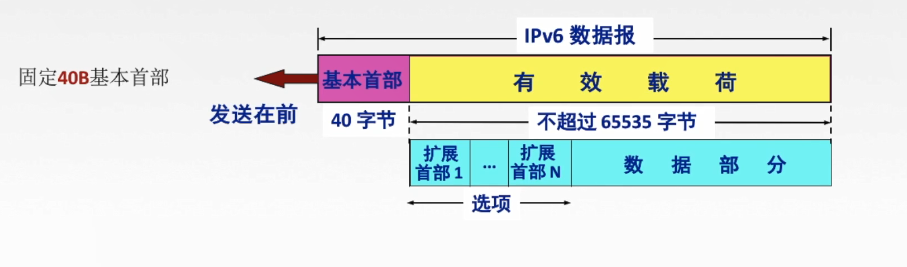 IPv6 数据报
固定40B基本首部
基本首部
有 效 载 荷
发送在前
40 字节
不超过 65535 字节
扩展
首部 1
...
扩展
首部 N
数 据 部 分
选项